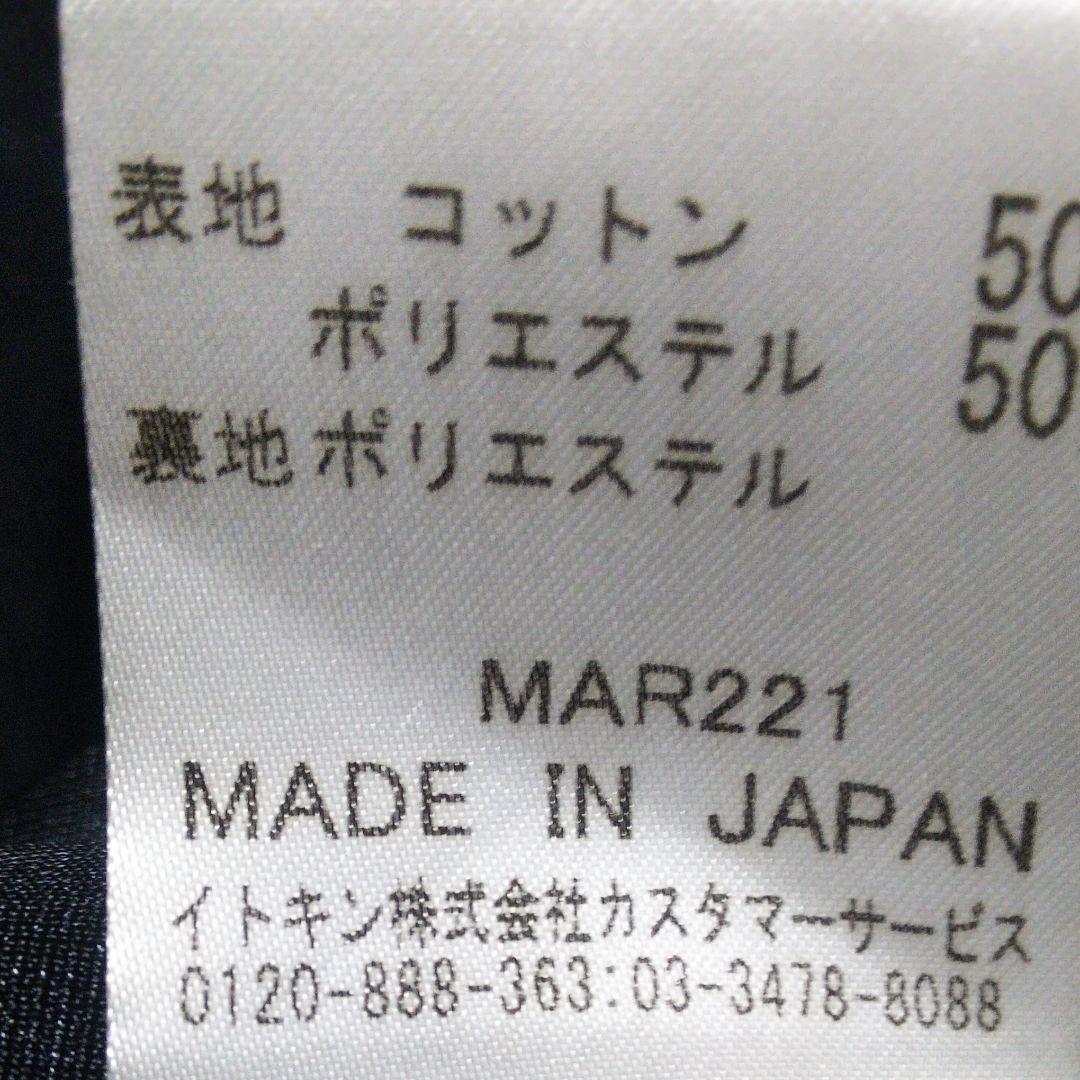 表地 コットン 50
ポリエステル 50
裏地 ポリエステル
MAR221
MADE IN JAPAN
イトキン株式会社カスタマーサービス
0120-888-363:03-3478-8088